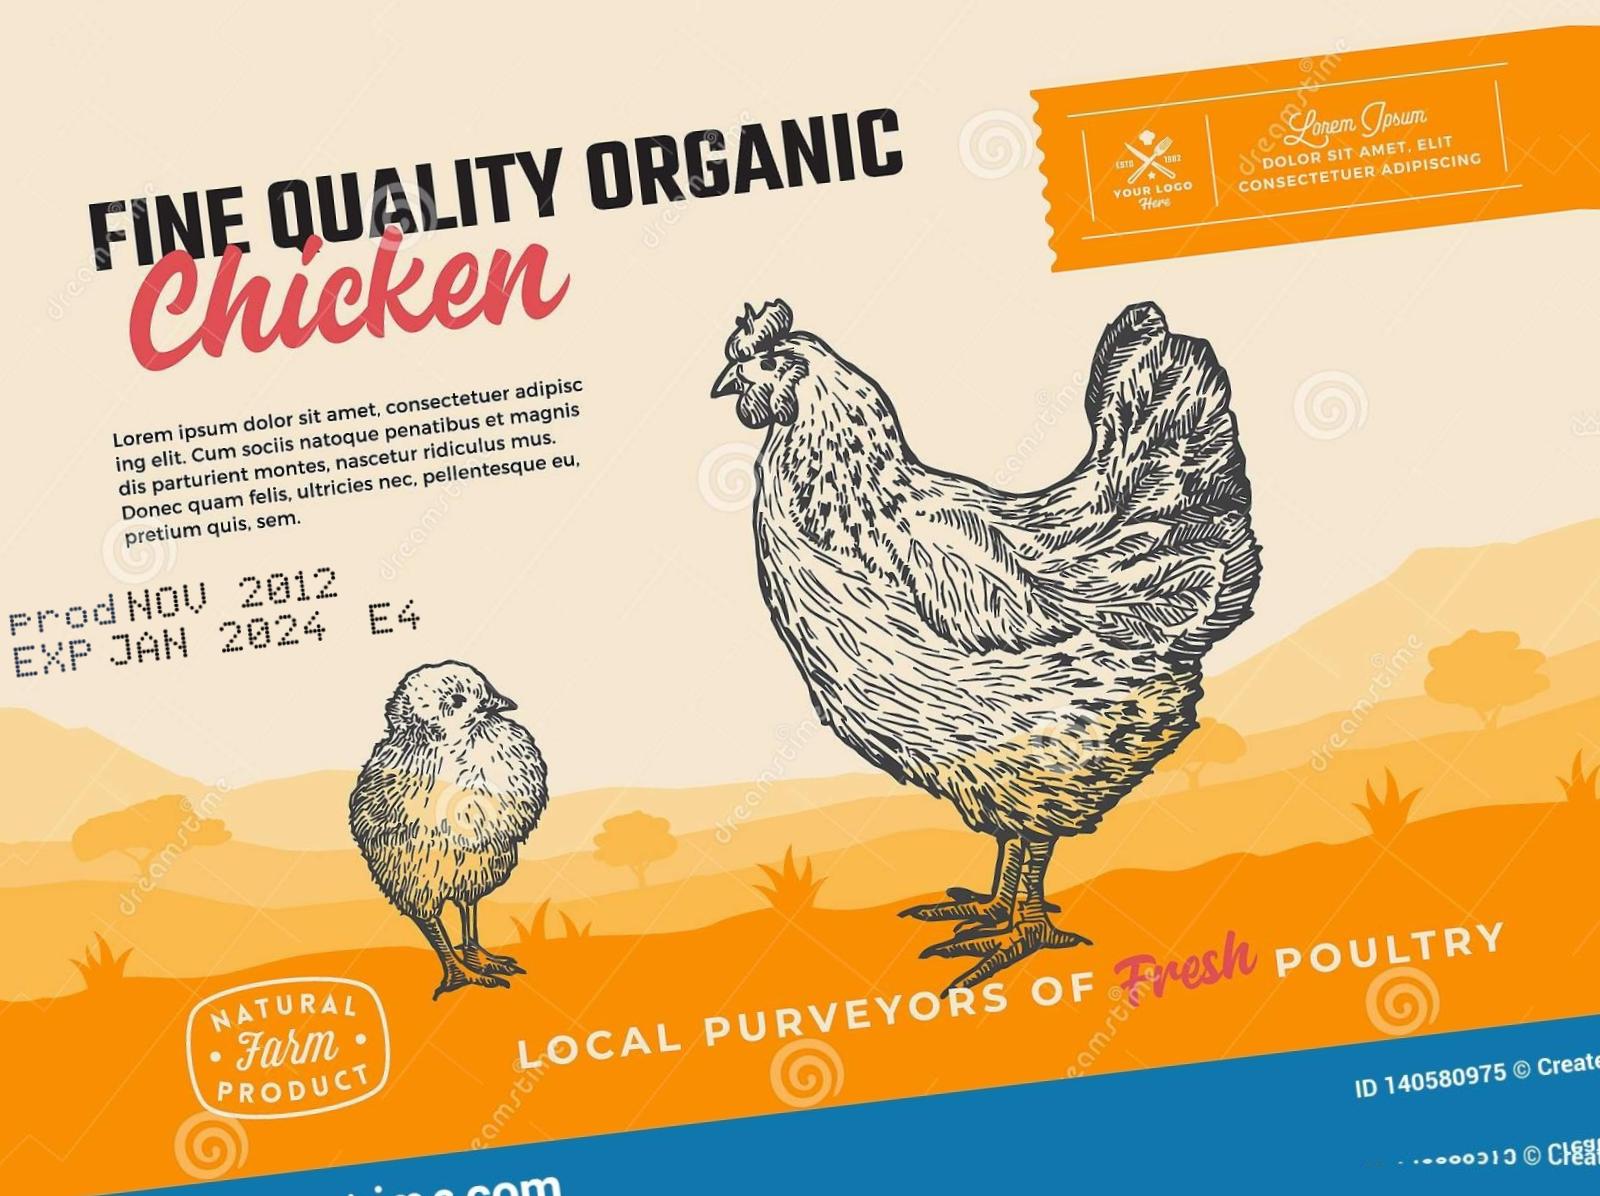 FINE QUALITY ORGANIC
Chicken
Lorem ipsum dolor sit amet, consectetuer adipisc
ing elit. Cum sociis natoque penatibus et magnis
dis parturient montes, nascetur ridiculus mus.
Donec quam felis, ultricies nec, pellentesque eu,
pretium quis, sem.
Prod NOV 2012
EXP JAN 2024 E4
ESTD 1982
YOUR LOGO
Here
Lorem Ipsum
DOLOR SIT AMET, ELIT
CONSECTETUER ADIPISCING
NATURAL
Farm
PRODUCT
LOCAL PURVEYORS OF Fresh POULTRY
dreamstime
ID 140580975 © Create